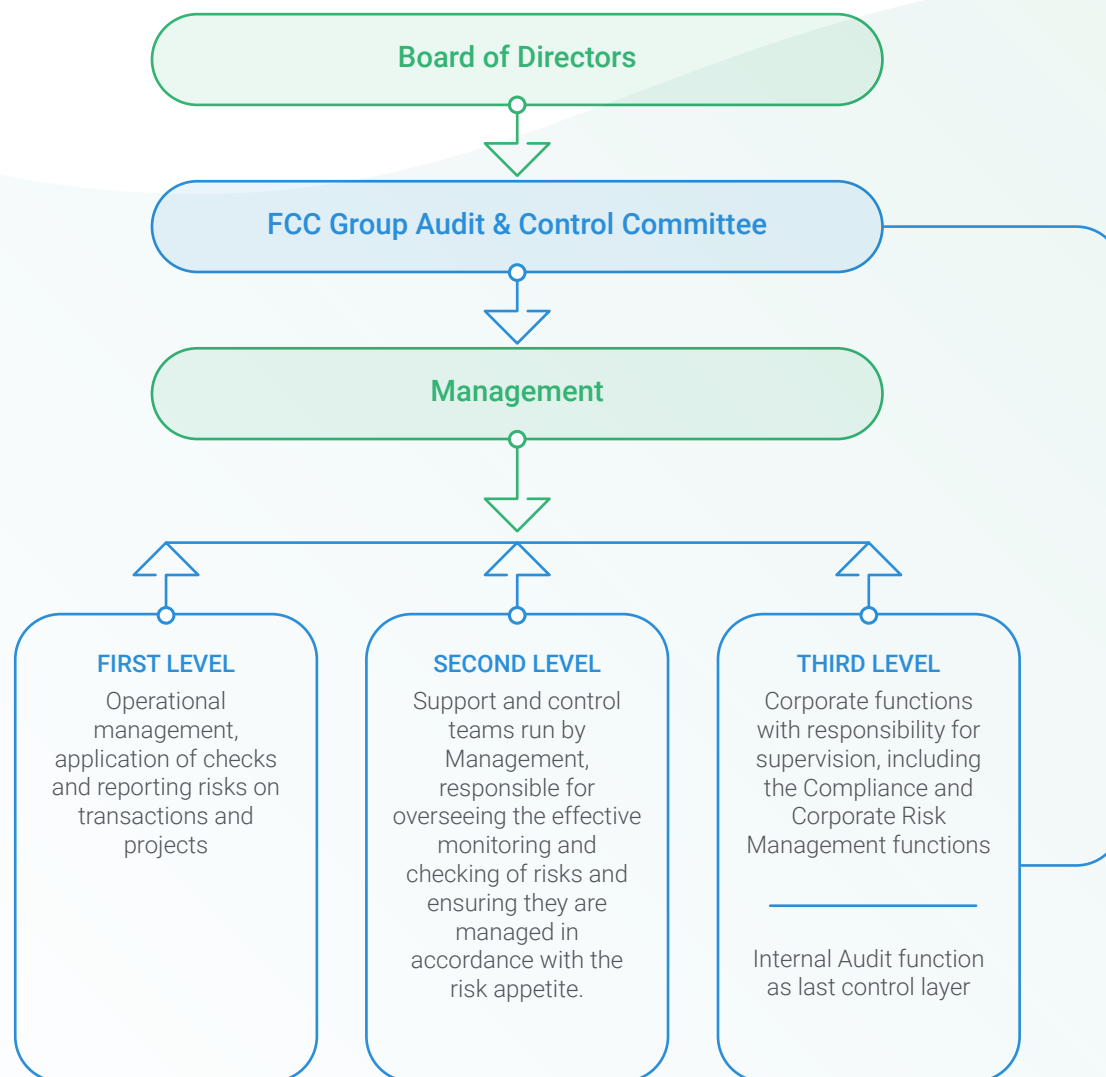 Board of Directors
FCC Group Audit & Control Committee
Management
FIRST LEVEL
Operational
management,
application of checks
and reporting risks on
transactions and
projects
SECOND LEVEL
Support and control
teams run by
Management,
responsible for
overseeing the effective
monitoring and
checking of risks and
ensuring they are
managed in
accordance with the
risk appetite.
THIRD LEVEL
Corporate functions
with responsibility for
supervision, including
the Compliance and
Corporate Risk
Management functions
Internal Audit function
as last control layer